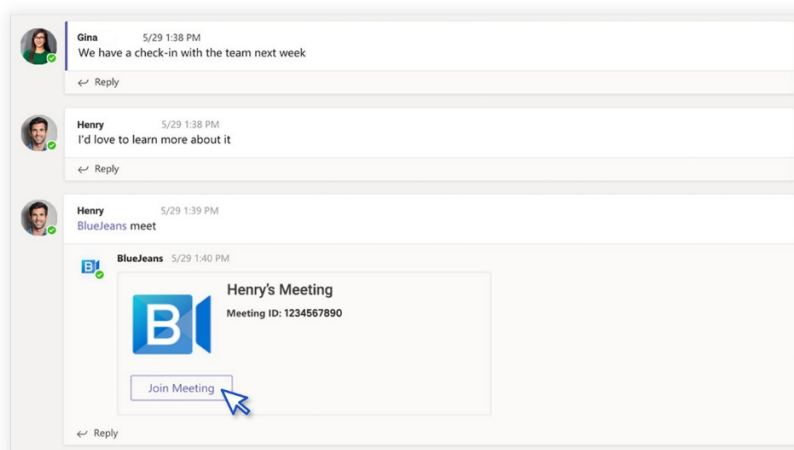 Gina 5/29 1:38 PM
We have a check-in with the team next week
Reply
Henry 5/29 1:38 PM
I'd love to learn more about it
Reply
Henry 5/29 1:39 PM
BlueJeans meet
B
BlueJeans 5/29 1:40 PM
B
Henry's Meeting
Meeting ID: 1234567890
Join Meeting
Reply